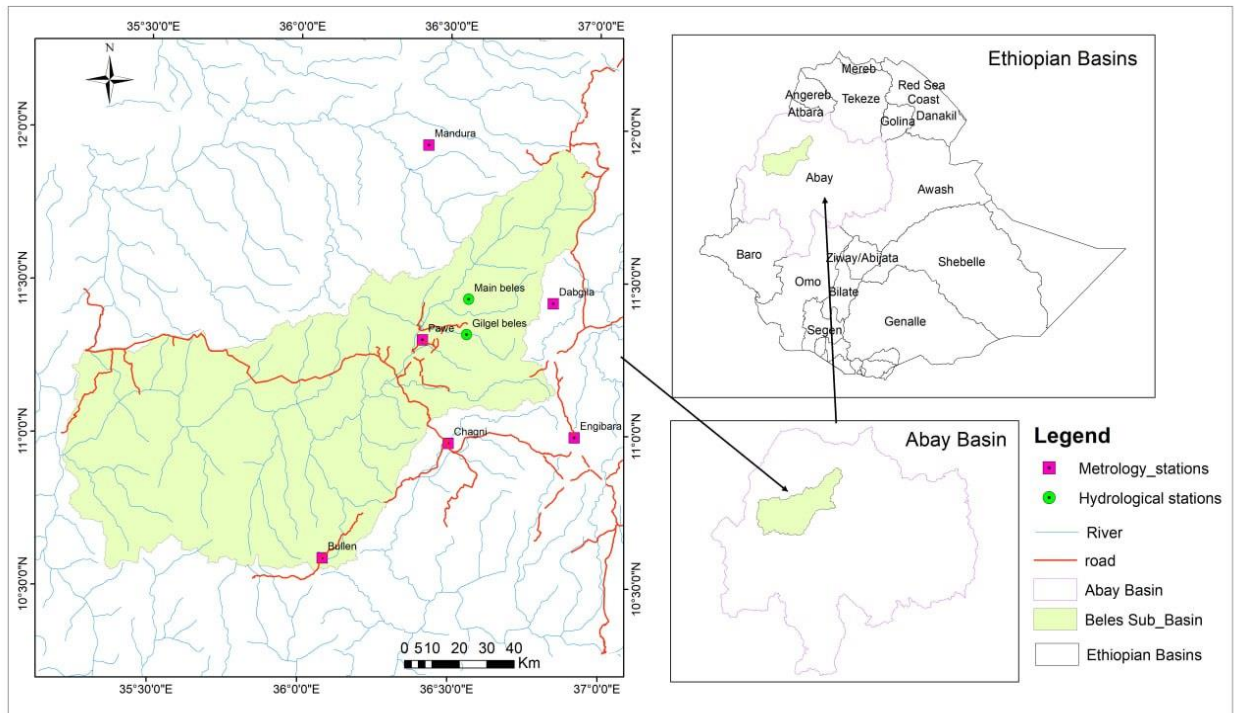 35°30'0"E
36°0'0"E
36°30'0"E
37°0'0"E
N
12°0'0"N
12°0'0"N
Mandura
11°30'0"N
11°30'0"N
Main beles
Dabgila
Gilgel beles
Pawe
11°0'0"N
11°0'0"N
Chagni
Engibara
Bullen
10°30'0"N
10°30'0"N
0 5 10 20 30 40
Km
35°30'0"E
36°0'0"E
36°30'0"E
37°0'0"E
Ethiopian Basins
Mereb
Angereb
Tekeze
Red Sea
Coast
Atbara
Golina
Danakil
Abay
Awash
Baro
Ziway/Abijata
Shebelle
Omo
Bilate
Genalle
Segen
Abay Basin
Legend
Metrology_stations
Hydrological stations
River
road
Abay Basin
Beles Sub_Basin
Ethiopian Basins